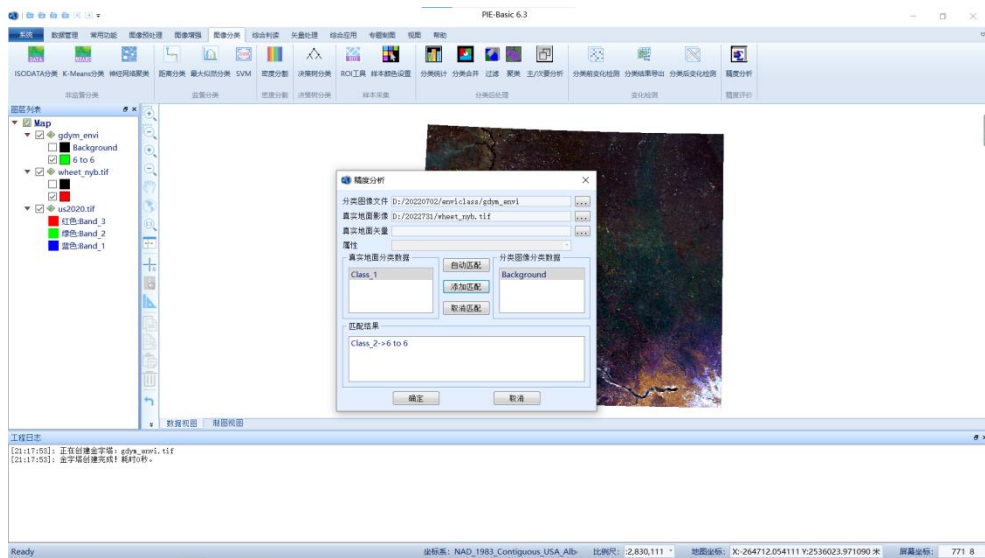 PIE-Basic 6.3
系统 数据管理 常用功能 图像预处理 图像增强 图像分类 综合判读 矢量处理 综合应用 专题制图 视图 帮助
ISODATA分类 K-Means分类 神经网络聚类 距离分类 最大似然分类 SVM 密度分割 决策树分类 ROI工具 样本颜色设置 分类统计 分类合并 过滤 聚类 主/次要分析 分类前变化检测 分类结果导出 分类后变化检测 精度分析
非监督分类 监督分类 密度分割 决策树分类 样本采集 分类后处理 变化检测 精度评价
图层列表
Map
gdym_envi
Background
6 to 6
wheet_nyb.tif
us2020.tif
红色:Band_3
绿色:Band_2
蓝色:Band_1
精度分析
分类图像文件 D:/20220702/enviclass/gdym_envi ...
真实地面影像 D:/2022731/wheet_nyb.tif ...
真实地面矢量 ...
属性
真实地面分类数据 自动匹配 分类图像分类数据
Class_1 添加匹配 Background
取消匹配
匹配结果
Class_2->6 to 6
确定 取消
数据视图 制图视图
工程日志
[21:17:53]: 正在创建金字塔: gdym_envi.tif
[21:17:53]: 金字塔创建完成! 耗时0秒。
Ready 坐标系: NAD_1983_Contiguous_USA_Alb 比例尺: :2,830,111 地图坐标: X:-264712.054111 Y:2536023.971090 米 屏幕坐标: 771 8